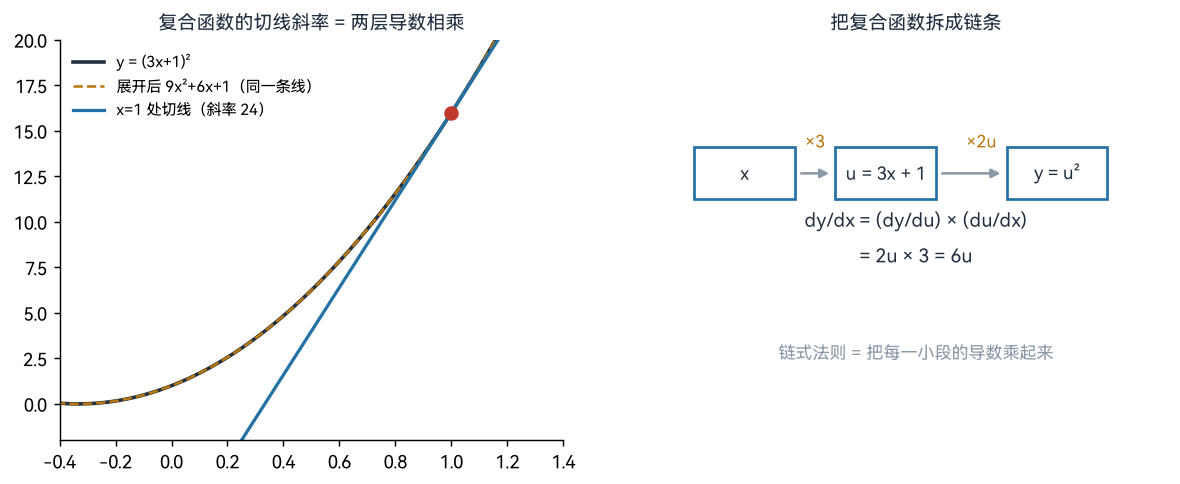 复合函数的切线斜率 = 两层导数相乘
20.0
17.5
15.0
12.5
10.0
7.5
5.0
2.5
0.0
y = (3x+1)²
展开后 9x²+6x+1（同一条线）
x=1 处切线（斜率 24）
−0.4 −0.2 0.0 0.2 0.4 0.6 0.8 1.0 1.2 1.4
把复合函数拆成链条
×3 ×2u
x u = 3x + 1 y = u²
dy/dx = (dy/du) × (du/dx)
= 2u × 3 = 6u
链式法则 = 把每一小段的导数乘起来